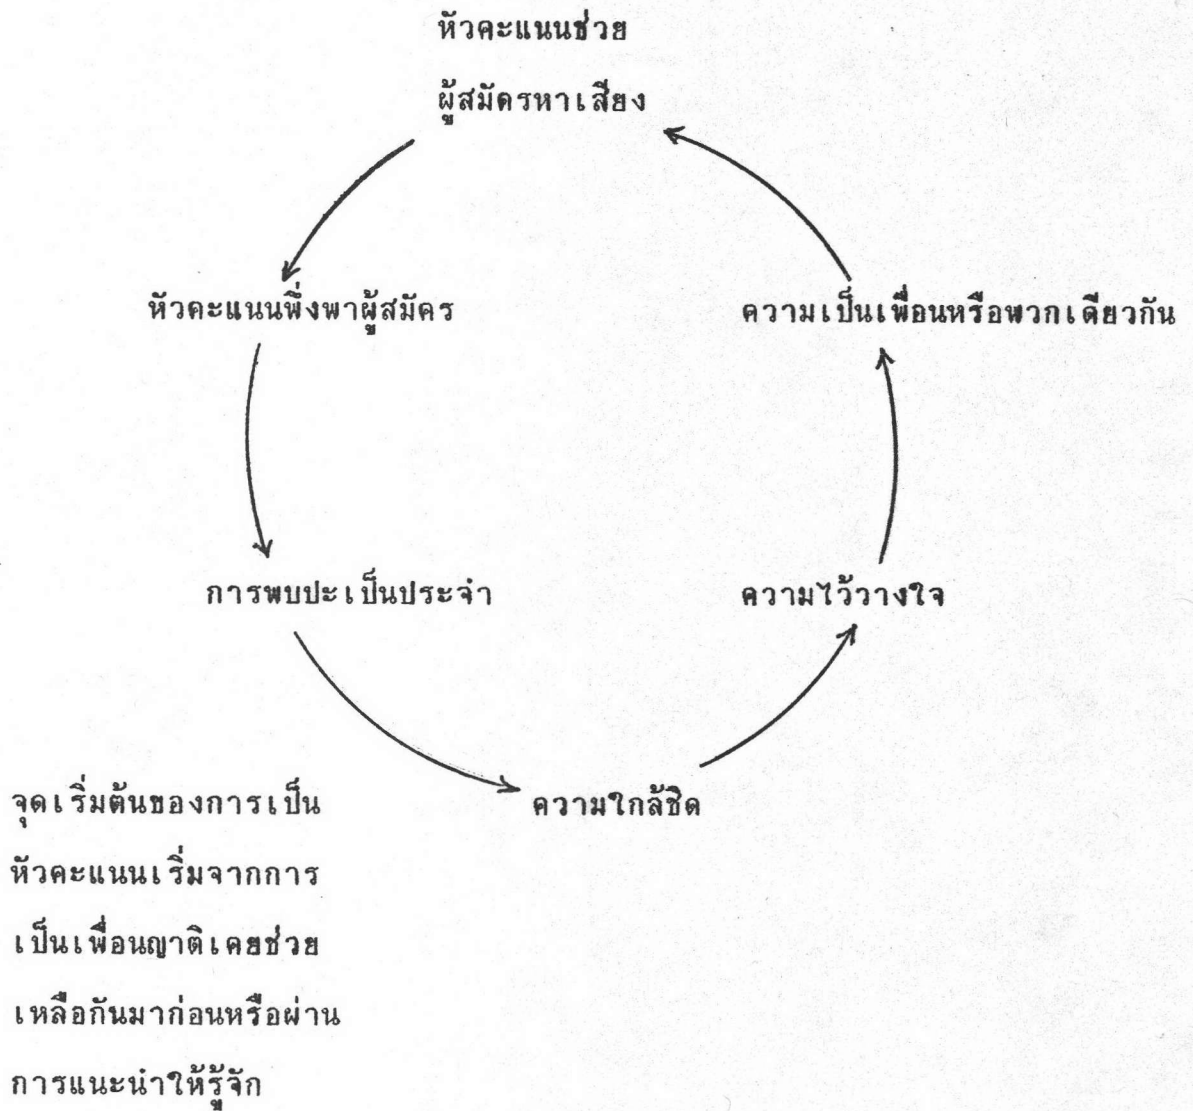 หัวคะแนนช่วย
ผู้สมัครหาเสียง
หัวคะแนนพึ่งพาผู้สมัคร
ความเป็นเพื่อนหรือพวกเดียวกัน
การพบปะเป็นประจำ
ความไว้วางใจ
ความใกล้ชิด
จุดเริ่มต้นของการเป็น
หัวคะแนนเริ่มจากการ
เป็นเพื่อนญาติเคยช่วย
เหลือกันมาก่อนหรือผ่าน
การแนะนำให้รู้จัก